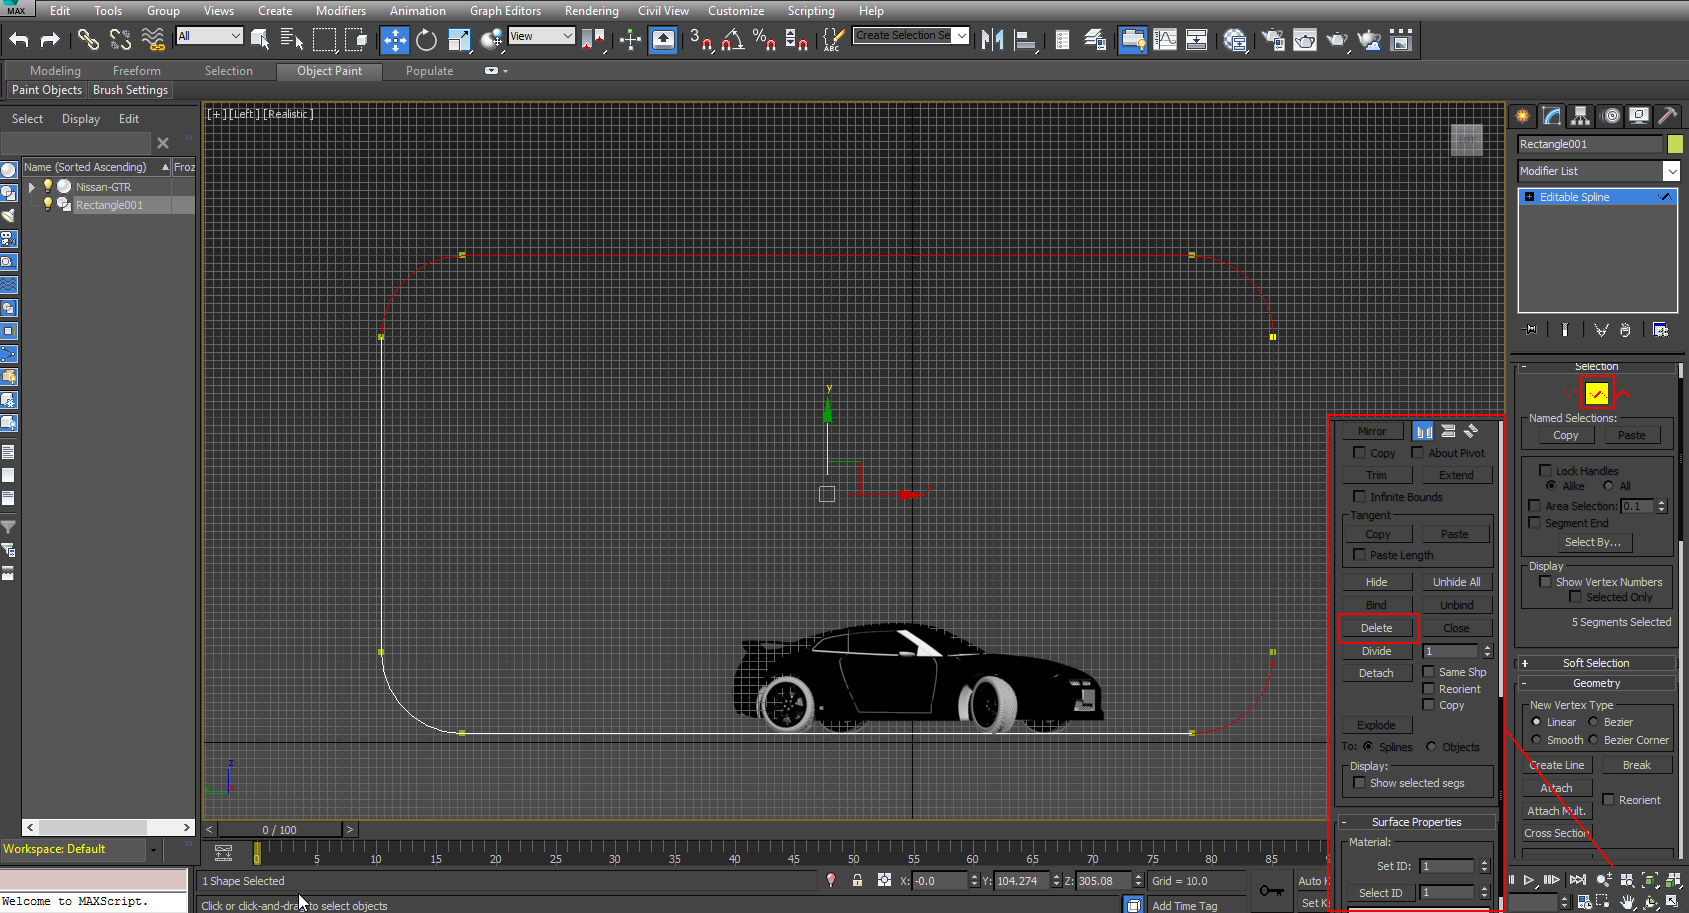 MAX Edit Tools Group Views Create Modifiers Animation Graph Editors Rendering Civil View Customize Scripting Help
All View 3 % ABC Create Selection Se
Modeling Freeform Selection Object Paint Populate
Paint Objects Brush Settings
Select Display Edit
Name (Sorted Ascending) Froz
Nissan-GTR
Rectangle001
Workspace: Default
Welcome to MAXScript.
[+][Left][Realistic]
y
z
0 / 100
0 5 10 15 20 25 30 35 40 45 50 55 60 65 70 75 80 85
1 Shape Selected
X: -0.0 Y: 104.274 Z: 305.08 Grid = 10.0
Click or click-and-drag to select objects
Add Time Tag
Auto K
Set K
Mirror
Copy About Pivot
Trim Extend
Infinite Bounds
Tangent
Copy Paste
Paste Length
Hide Unhide All
Bind Unbind
Delete Close
Divide 1
Detach Same Shp
Reorient
Copy
Explode
To: Splines Objects
Display:
Show selected segs
- Surface Properties
Material:
Set ID: 1
Select ID 1
Rectangle001
Modifier List
Editable Spline
- Selection
Named Selections:
Copy Paste
Lock Handles
Alike All
Area Selection: 0.1
Segment End
Select By...
Display
Show Vertex Numbers
Selected Only
5 Segments Selected
+ Soft Selection
- Geometry
New Vertex Type
Linear Bezier
Smooth Bezier Corner
Create Line Break
Attach
Reorient
Attach Mult.
Cross Section